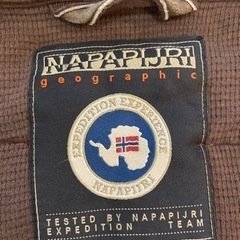 NAPAPIJRI
geographic
EXPEDITION EXPERIENCE
NAPAPIJRI
TESTED BY NAPAPIJRI
EXPEDITION TEAM